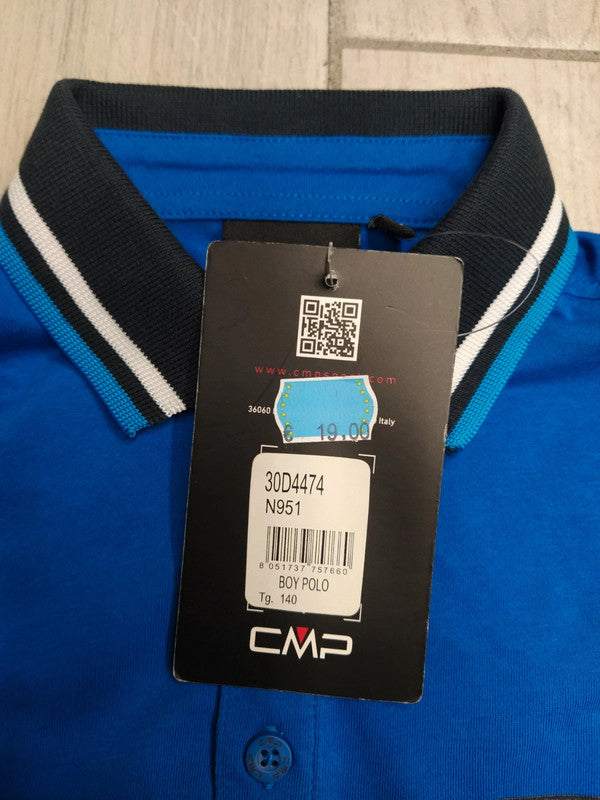 www.cmpsport.com
36060
Italy
€ 19.00
30D4474
N951
8 051737 757660
BOY POLO
Tg. 140
CMP